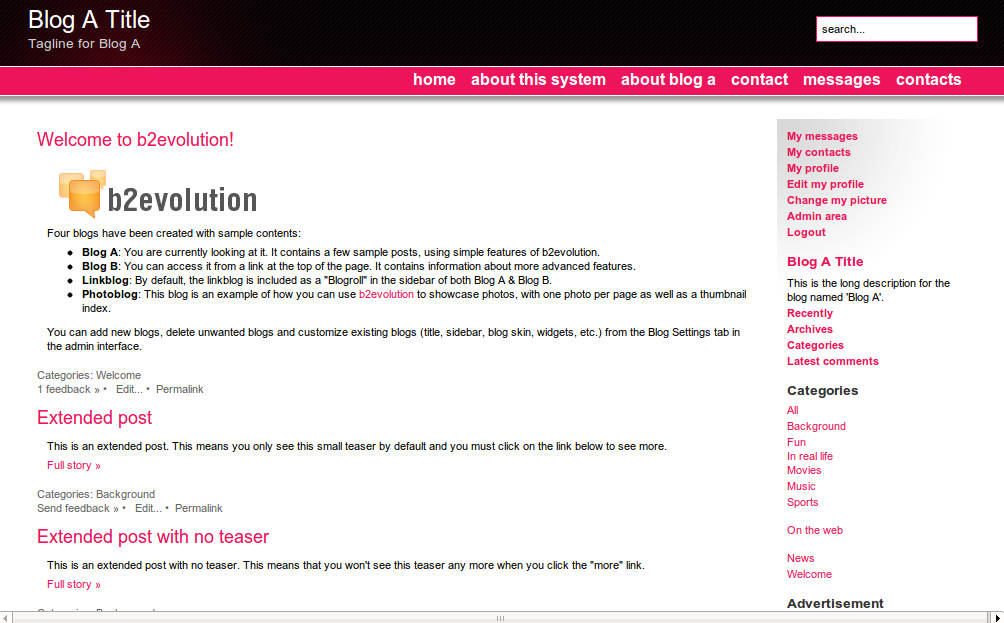 Blog A Title
Tagline for Blog A
search...
home about this system about blog a contact messages contacts
Welcome to b2evolution!
b2evolution
Four blogs have been created with sample contents:
Blog A: You are currently looking at it. It contains a few sample posts, using simple features of b2evolution.
Blog B: You can access it from a link at the top of the page. It contains information about more advanced features.
Linkblog: By default, the linkblog is included as a "Blogroll" in the sidebar of both Blog A & Blog B.
Photoblog: This blog is an example of how you can use b2evolution to showcase photos, with one photo per page as well as a thumbnail
index.
You can add new blogs, delete unwanted blogs and customize existing blogs (title, sidebar, blog skin, widgets, etc.) from the Blog Settings tab in
the admin interface.
Categories: Welcome
1 feedback » • Edit... • Permalink
Extended post
This is an extended post. This means you only see this small teaser by default and you must click on the link below to see more.
Full story »
Categories: Background
Send feedback » • Edit... • Permalink
Extended post with no teaser
This is an extended post with no teaser. This means that you won't see this teaser any more when you click the "more" link.
Full story »
My messages
My contacts
My profile
Edit my profile
Change my picture
Admin area
Logout
Blog A Title
This is the long description for the
blog named 'Blog A'.
Recently
Archives
Categories
Latest comments
Categories
All
Background
Fun
In real life
Movies
Music
Sports
On the web
News
Welcome
Advertisement